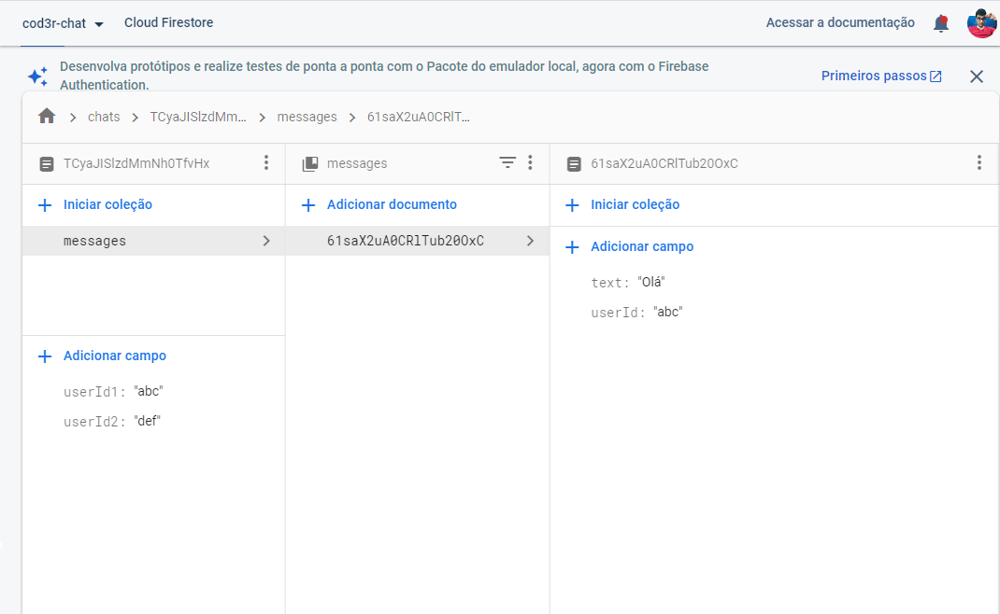 cod3r-chat Cloud Firestore Acessar a documentação
Desenvolva protótipos e realize testes de ponta a ponta com o Pacote do emulador local, agora com o Firebase
Authentication.
Primeiros passos
chats TCyaJISlzdMm... messages 61saX2uA0CRlT...
TCyaJISlzdMmNh0TfvHx
messages
61saX2uA0CRlTub20OxC
Iniciar coleção
Adicionar documento
Iniciar coleção
messages
61saX2uA0CRlTub20OxC
Adicionar campo
text: "Olá"
userId: "abc"
Adicionar campo
userId1: "abc"
userId2: "def"